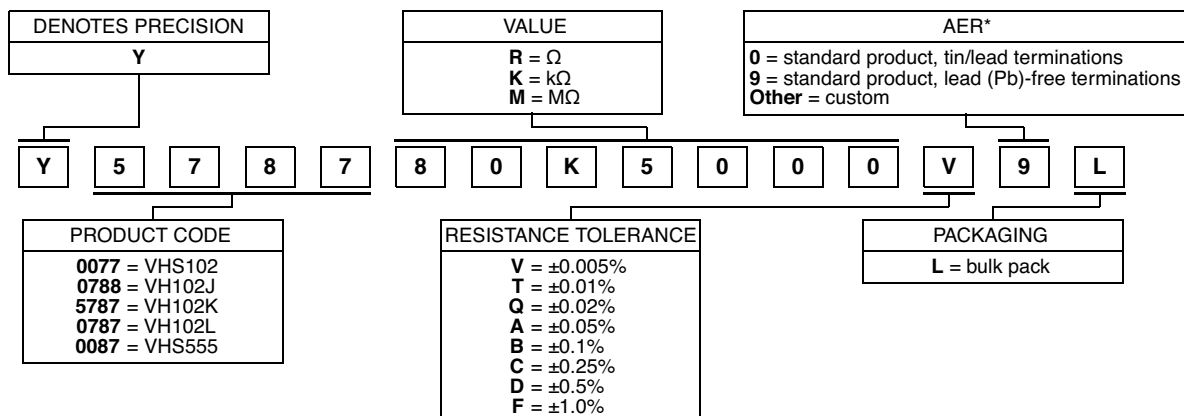 DENOTES PRECISION
Y
VALUE
R = Ω
K = kΩ
M = MΩ
AER*
0 = standard product, tin/lead terminations
9 = standard product, lead (Pb)-free terminations
Other = custom
Y 5 7 8 7 8 0 K 5 0 0 0 V 9 L
PRODUCT CODE
0077 = VHS102
0788 = VH102J
5787 = VH102K
0787 = VH102L
0087 = VHS555
RESISTANCE TOLERANCE
V = ±0.005%
T = ±0.01%
Q = ±0.02%
A = ±0.05%
B = ±0.1%
C = ±0.25%
D = ±0.5%
F = ±1.0%
PACKAGING
L = bulk pack